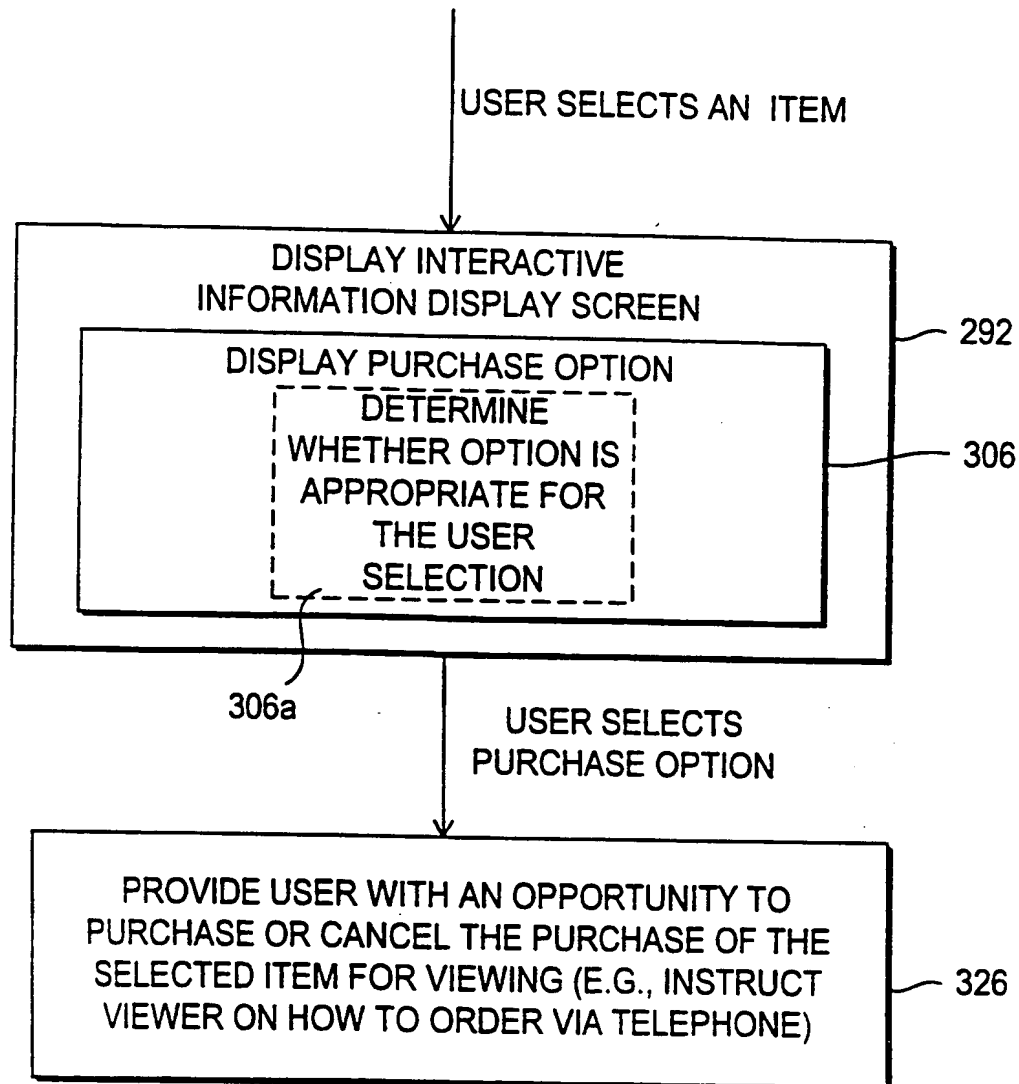 USER SELECTS AN ITEM
DISPLAY INTERACTIVE
INFORMATION DISPLAY SCREEN
292
DISPLAY PURCHASE OPTION
306
DETERMINE
WHETHER OPTION IS
APPROPRIATE FOR
THE USER
SELECTION
306a
USER SELECTS
PURCHASE OPTION
PROVIDE USER WITH AN OPPORTUNITY TO
PURCHASE OR CANCEL THE PURCHASE OF THE
SELECTED ITEM FOR VIEWING (E.G., INSTRUCT
VIEWER ON HOW TO ORDER VIA TELEPHONE)
326